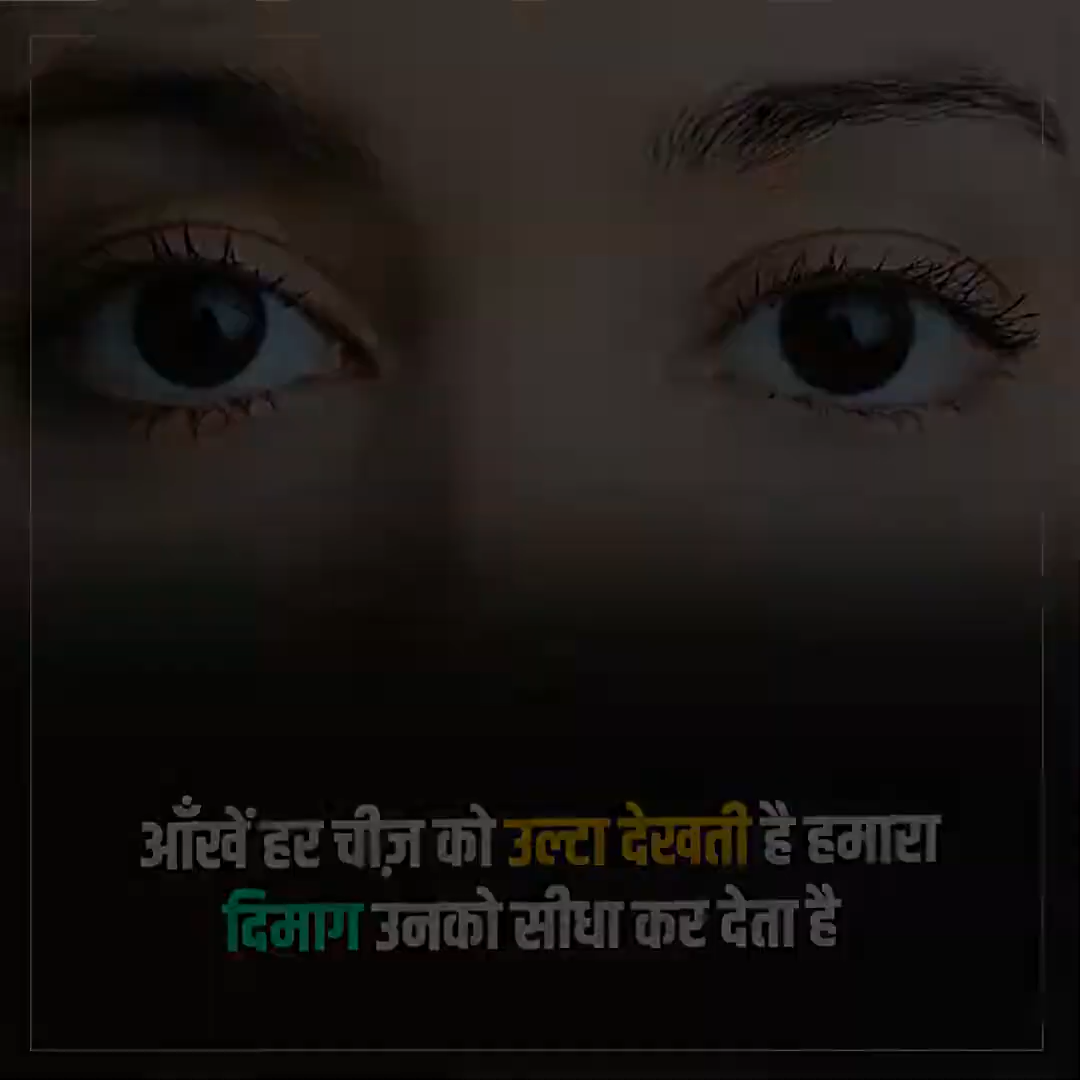 आँखें हर चीज़ को उल्टा देखती है हमारा
दिमाग उनको सीधा कर देता है